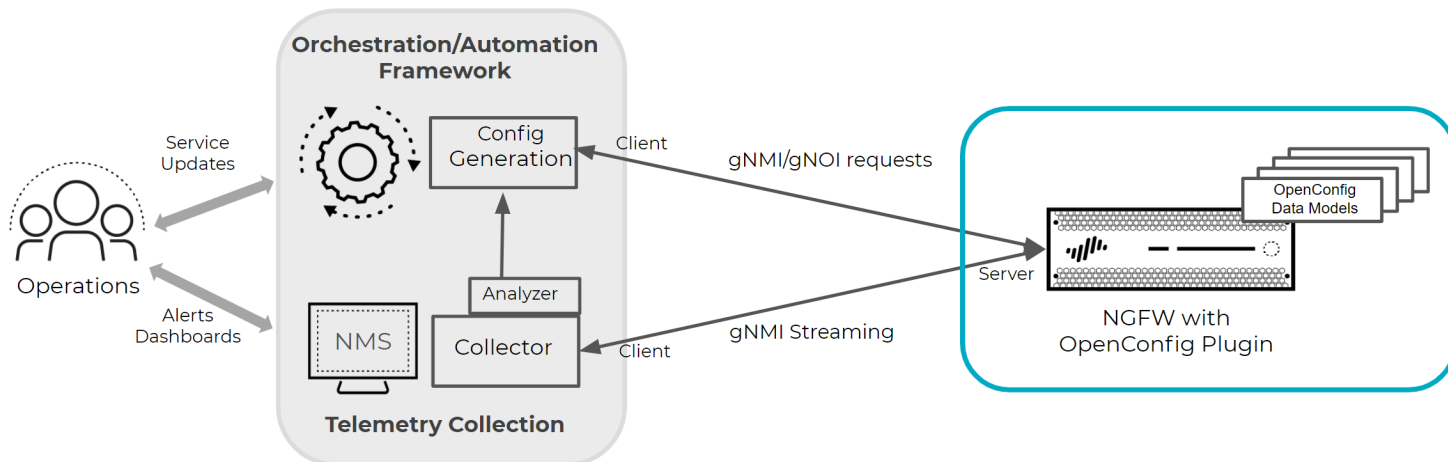 Orchestration/Automation
Framework
Service
Updates
Config
Generation
Client
gNMI/gNOI requests
OpenConfig
Data Models
Operations
Analyzer
Server
Alerts
Dashboards
NMS
Collector
Client
gNMI Streaming
NGFW with
OpenConfig Plugin
Telemetry Collection